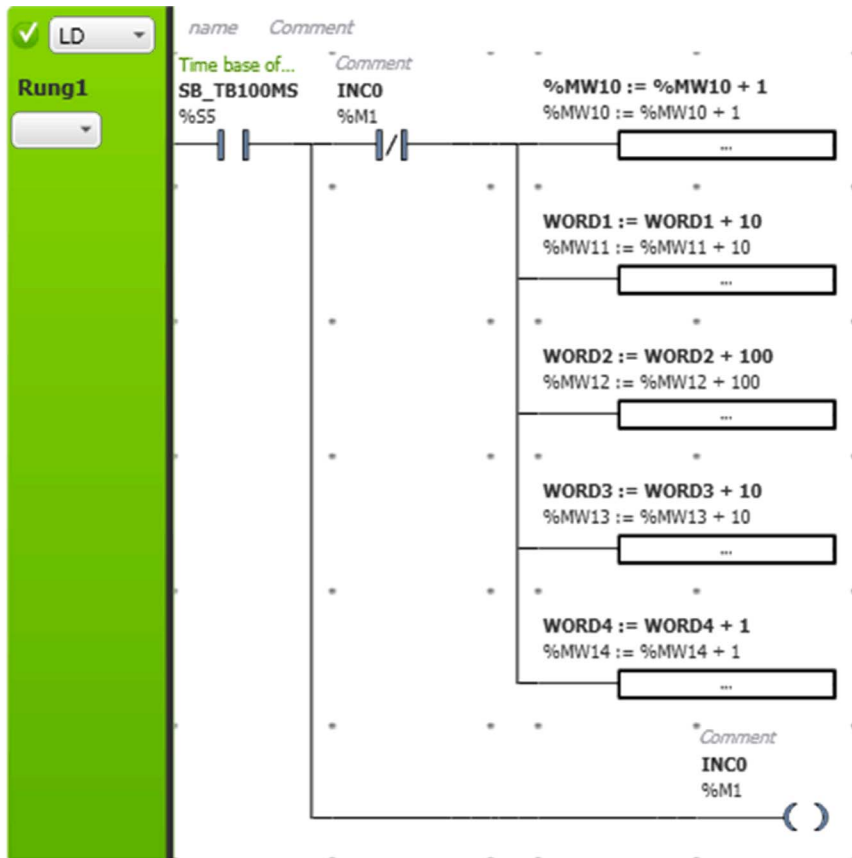 LD
name Comment
Rung1
Time base of...
SB_TB100MS
%S5
Comment
INC0
%M1
%MW10 := %MW10 + 1
%MW10 := %MW10 + 1
...
WORD1 := WORD1 + 10
%MW11 := %MW11 + 10
...
WORD2 := WORD2 + 100
%MW12 := %MW12 + 100
...
WORD3 := WORD3 + 10
%MW13 := %MW13 + 10
...
WORD4 := WORD4 + 1
%MW14 := %MW14 + 1
...
Comment
INC0
%M1